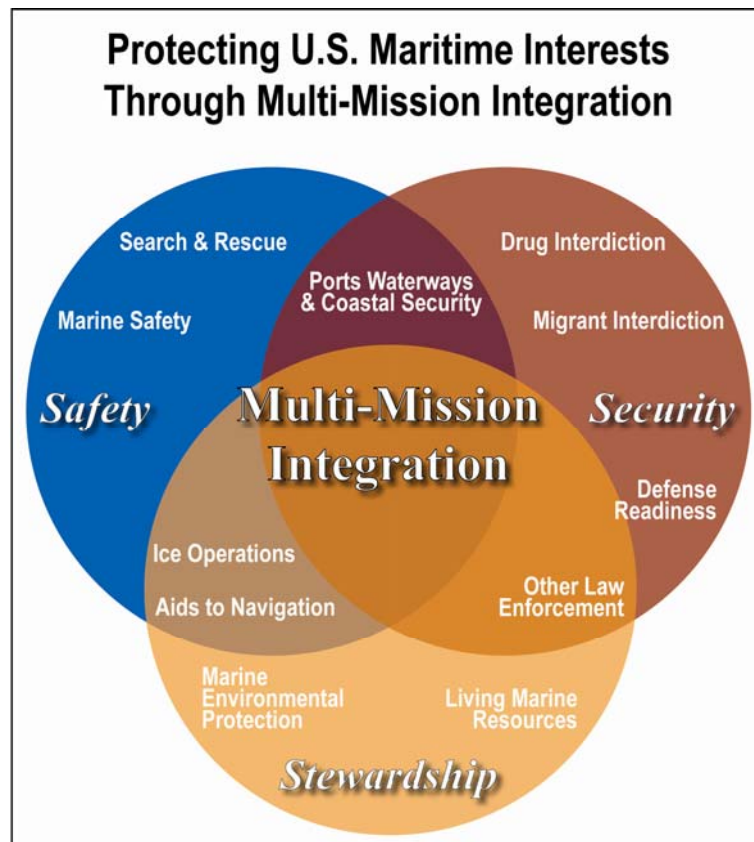 Protecting U.S. Maritime Interests
Through Multi-Mission Integration
Search & Rescue
Drug Interdiction
Ports Waterways
& Coastal Security
Marine Safety
Migrant Interdiction
Safety
Multi-Mission
Integration
Security
Defense
Readiness
Ice Operations
Aids to Navigation
Other Law
Enforcement
Marine
Environmental
Protection
Living Marine
Resources
Stewardship